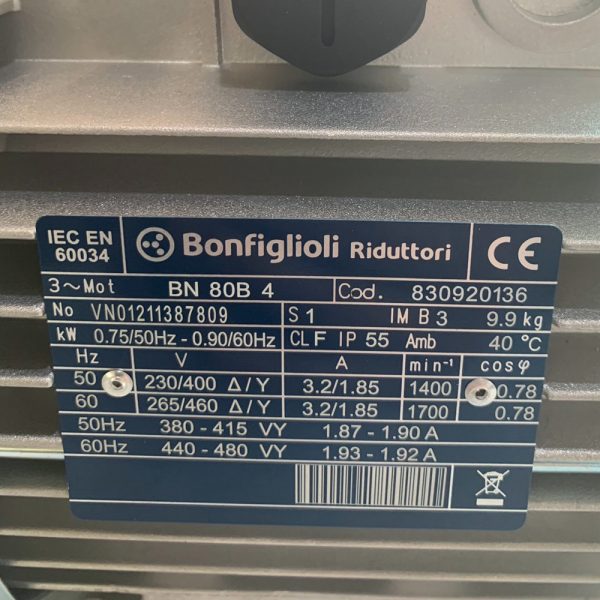 IEC EN 60034 Bonfiglioli Riduttori CE
3~Mot BN 80B 4 Cod. 830920136
No VN01211387809 S1 IM B3 9.9 kg
kW 0.75/50Hz - 0.90/60Hz CL F IP 55 Amb 40 °C
Hz V A min⁻¹ cosφ
50 230/400 Δ/Y 3.2/1.85 1400 0.78
60 265/460 Δ/Y 3.2/1.85 1700 0.78
50Hz 380 - 415 VY 1.87 - 1.90 A
60Hz 440 - 480 VY 1.93 - 1.92 A